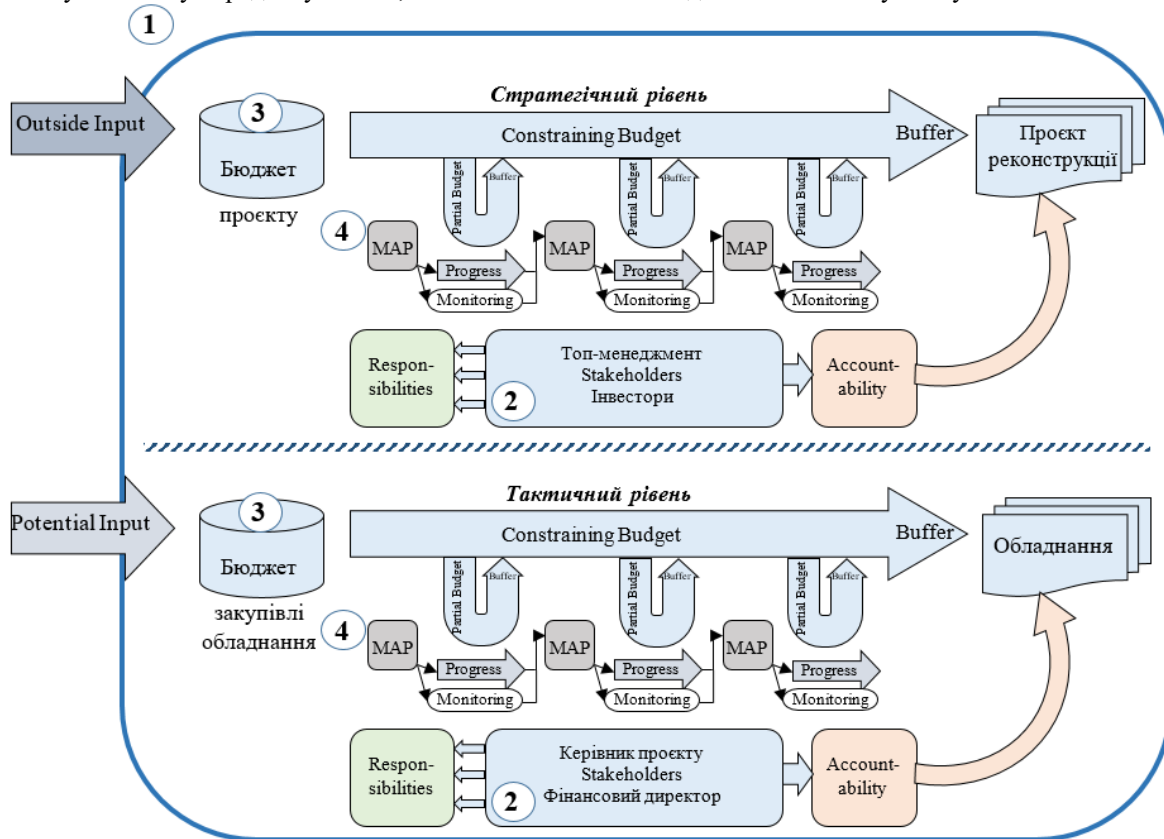 1
Outside Input
3
Бюджет
проєкту
Стратегічний рівень
Constraining Budget
Buffer
Проєкт
реконструкції
Partial Budget
Buffer
Partial Budget
Buffer
Partial Budget
Buffer
4
MAP
Progress
Monitoring
MAP
Progress
Monitoring
MAP
Progress
Monitoring
Respon-
sibilities
2
Топ-менеджмент
Stakeholders
Інвестори
Account-
ability
Potential Input
3
Бюджет
закупівлі
обладнання
Тактичний рівень
Constraining Budget
Buffer
Обладнання
Partial Budget
Buffer
Partial Budget
Buffer
Partial Budget
Buffer
4
MAP
Progress
Monitoring
MAP
Progress
Monitoring
MAP
Progress
Monitoring
Respon-
sibilities
2
Керівник проєкту
Stakeholders
Фінансовий директор
Account-
ability